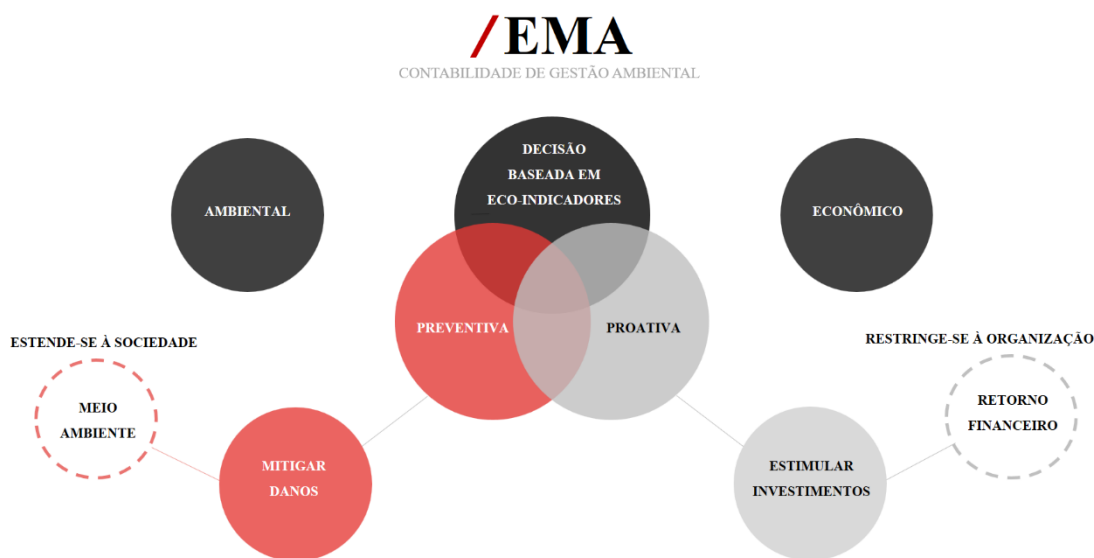 /EMA
CONTABILIDADE DE GESTÃO AMBIENTAL
DECISÃO
BASEADA EM
ECO-INDICADORES
AMBIENTAL
ECONÔMICO
PREVENTIVA
PROATIVA
ESTENDE-SE À SOCIEDADE
MEIO
AMBIENTE
MITIGAR
DANOS
RESTRINGE-SE À ORGANIZAÇÃO
RETORNO
FINANCEIRO
ESTIMULAR
INVESTIMENTOS